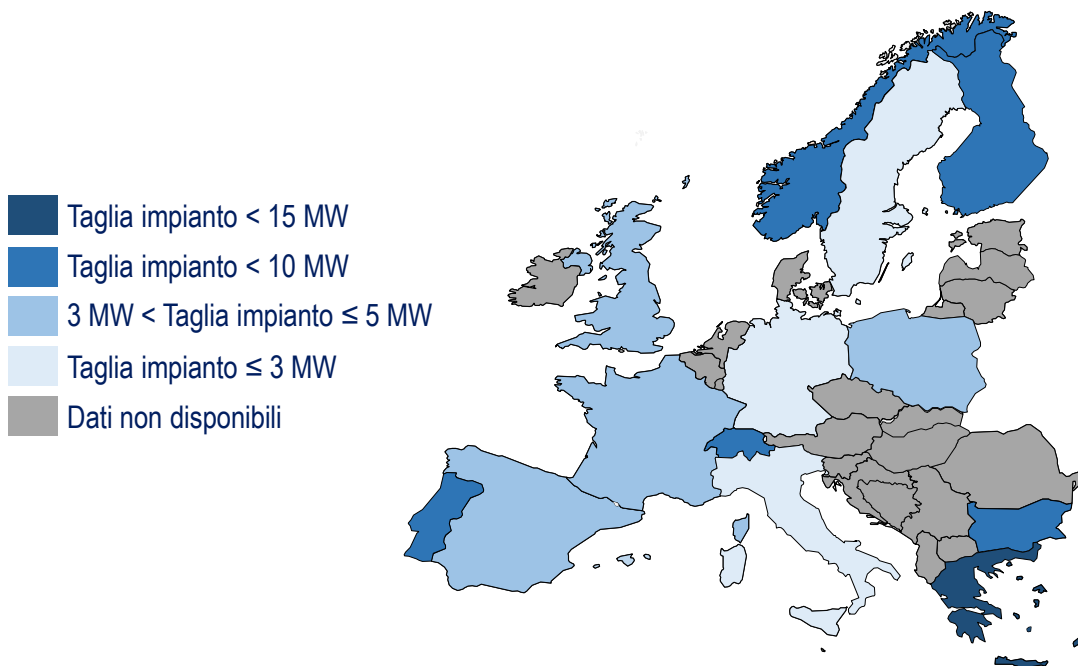 Taglia impianto < 15 MW
Taglia impianto < 10 MW
3 MW < Taglia impianto ≤ 5 MW
Taglia impianto ≤ 3 MW
Dati non disponibili